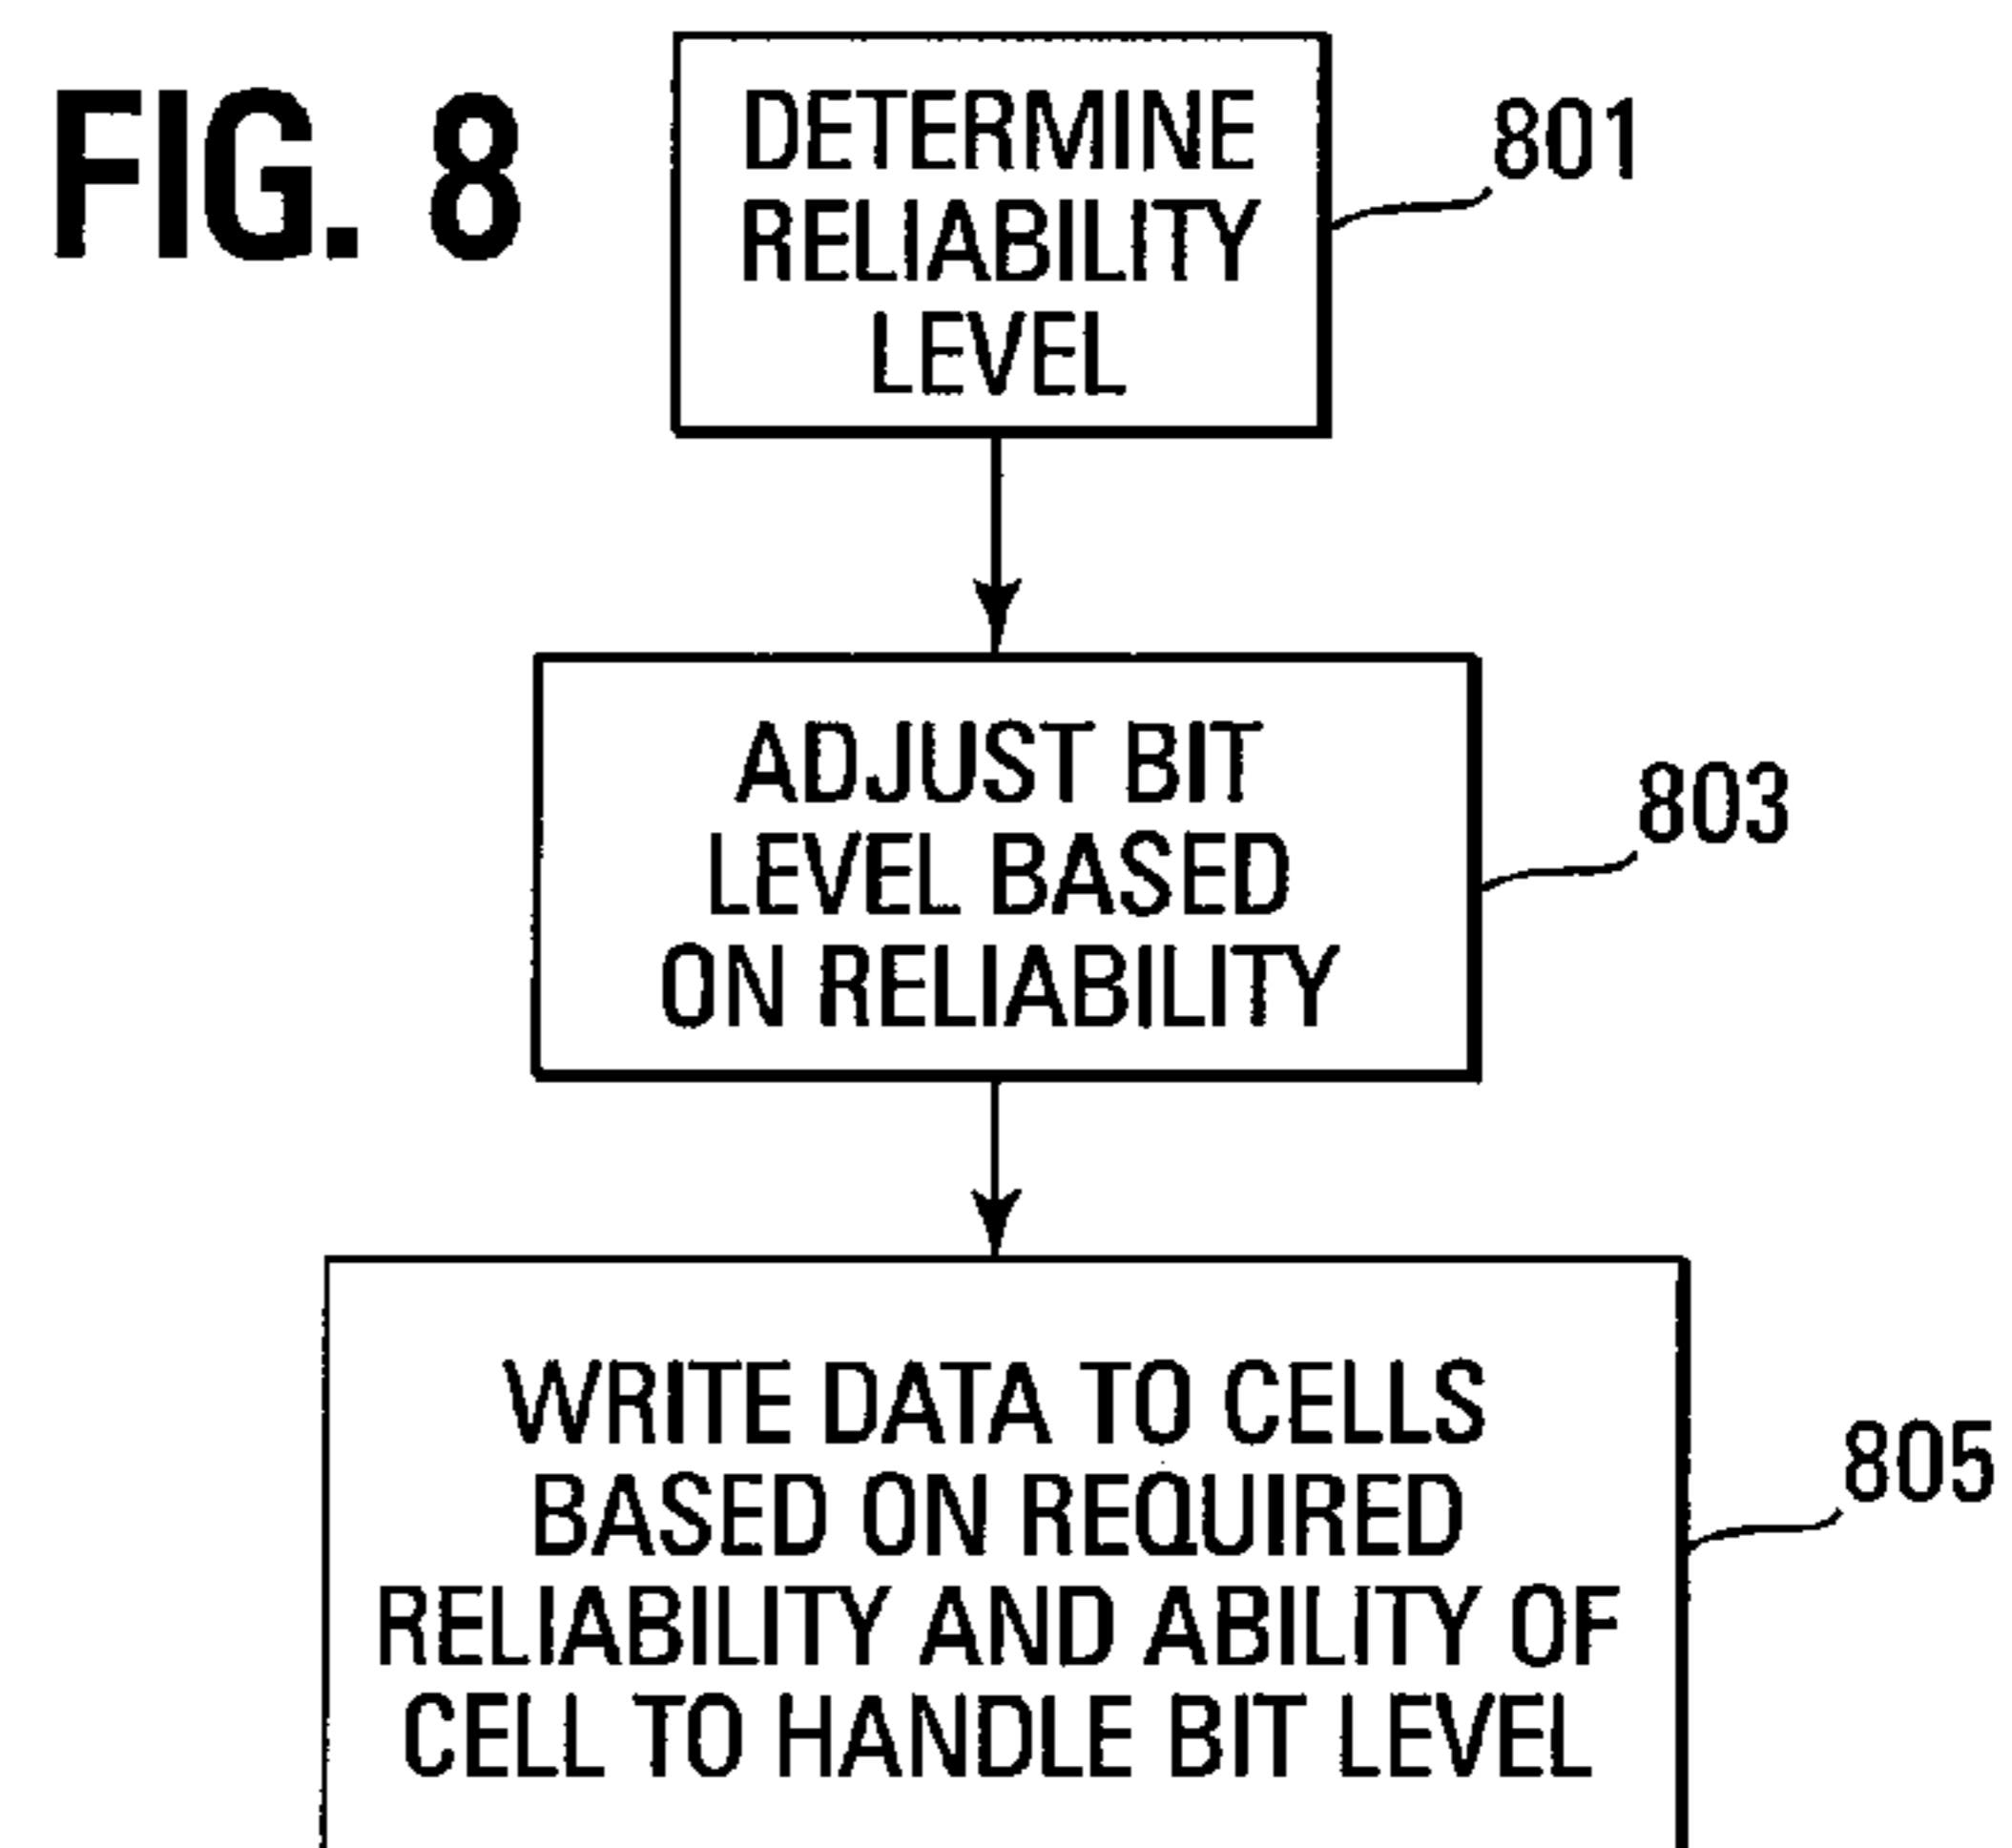 FIG. 8
DETERMINE
RELIABILITY
LEVEL
801
ADJUST BIT
LEVEL BASED
ON RELIABILITY
803
WRITE DATA TO CELLS
BASED ON REQUIRED
RELIABILITY AND ABILITY OF
CELL TO HANDLE BIT LEVEL
805